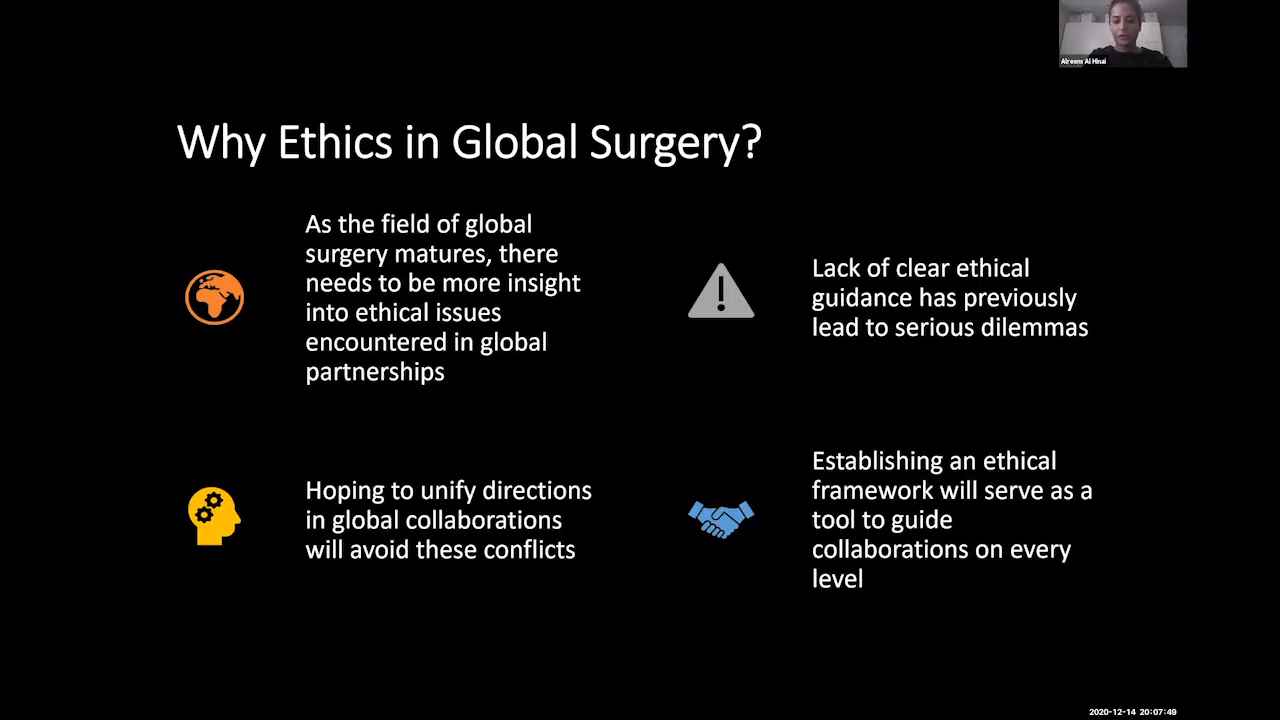 Alreem Al Hinai
Why Ethics in Global Surgery?
As the field of global
surgery matures, there
needs to be more insight
into ethical issues
encountered in global
partnerships
Lack of clear ethical
guidance has previously
lead to serious dilemmas
Hoping to unify directions
in global collaborations
will avoid these conflicts
Establishing an ethical
framework will serve as a
tool to guide
collaborations on every
level
2020-12-14 20:07:49